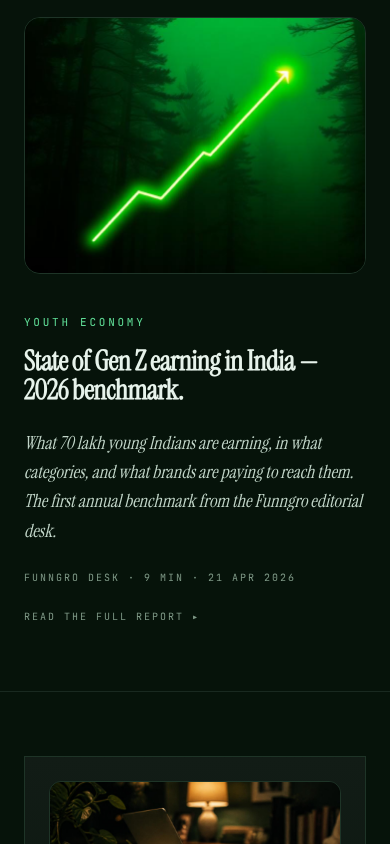 YOUTH ECONOMY
State of Gen Z earning in India —
2026 benchmark.
What 70 lakh young Indians are earning, in what
categories, and what brands are paying to reach them.
The first annual benchmark from the Funngro editorial
desk.
FUNNGRO DESK · 9 MIN · 21 APR 2026
READ THE FULL REPORT ▸